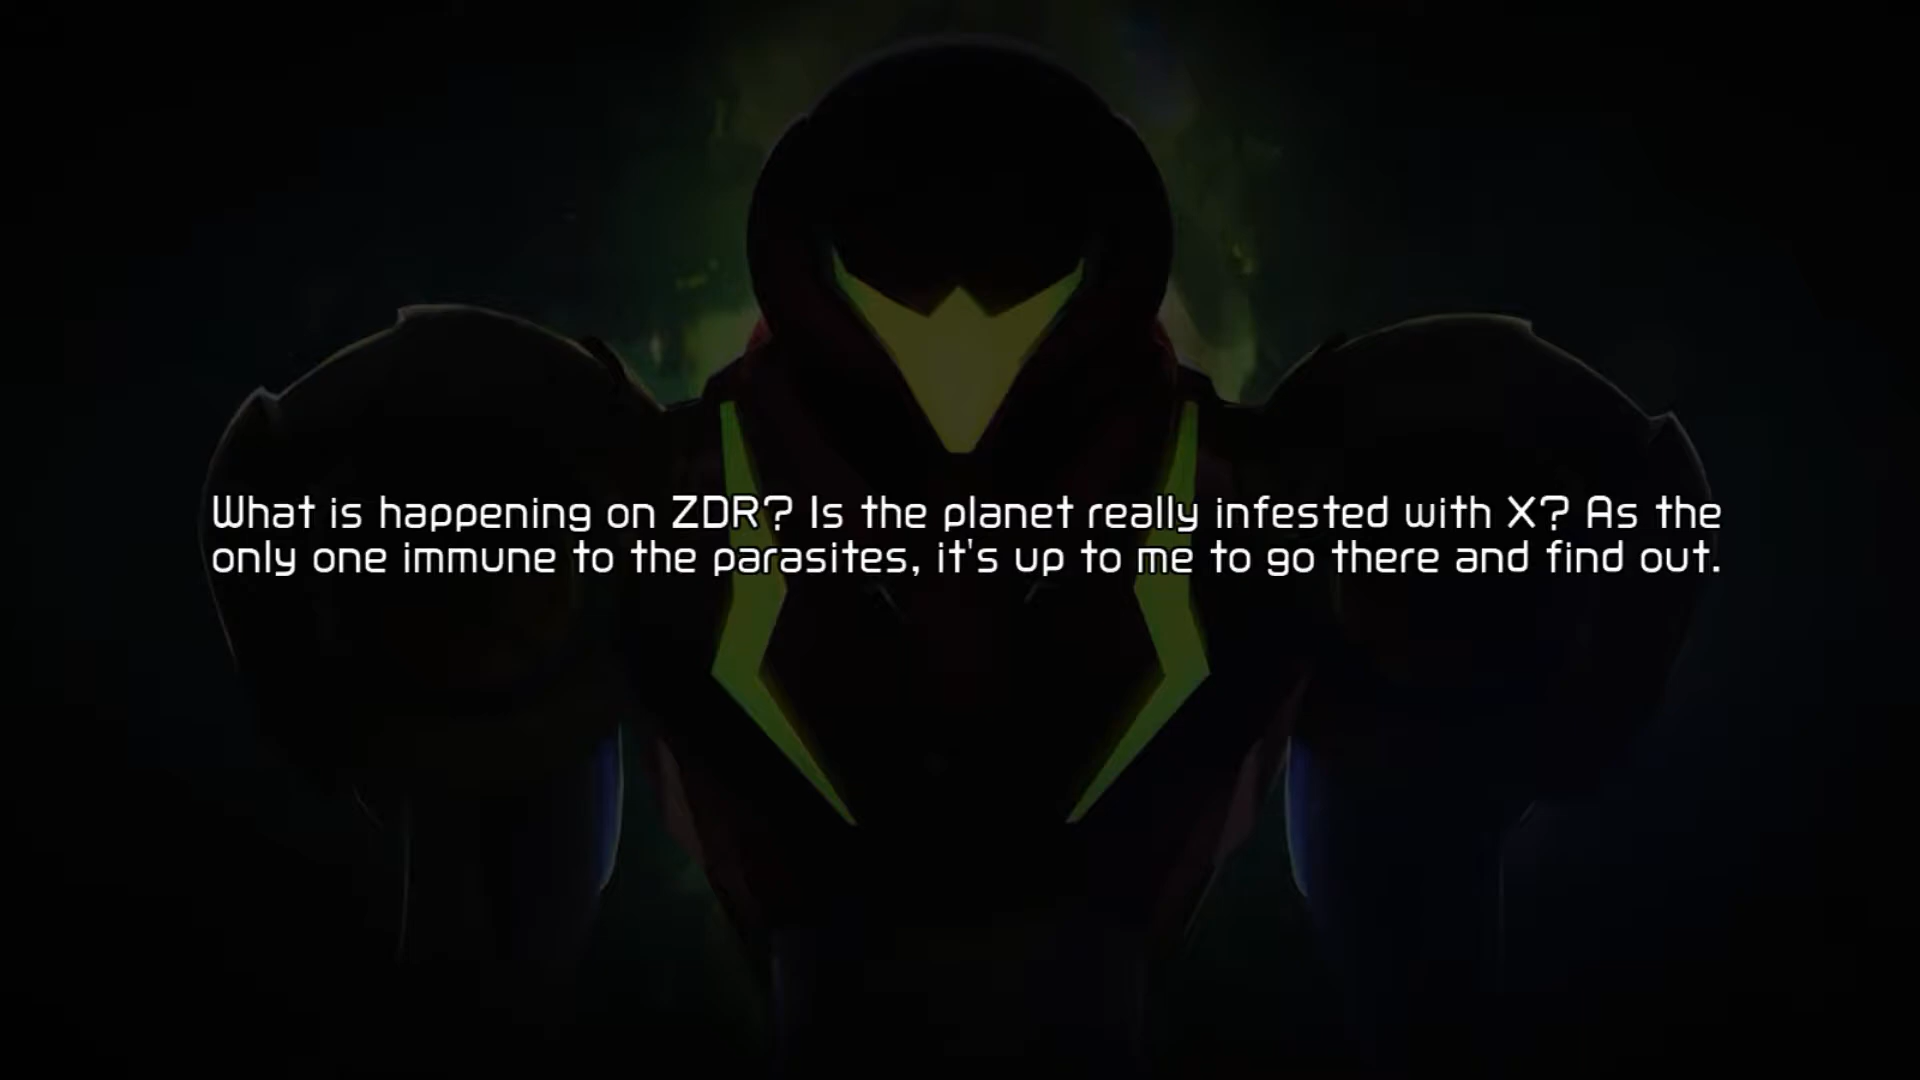 What is happening on ZDR? Is the planet really infested with X? As the
only one immune to the parasites, it's up to me to go there and find out.